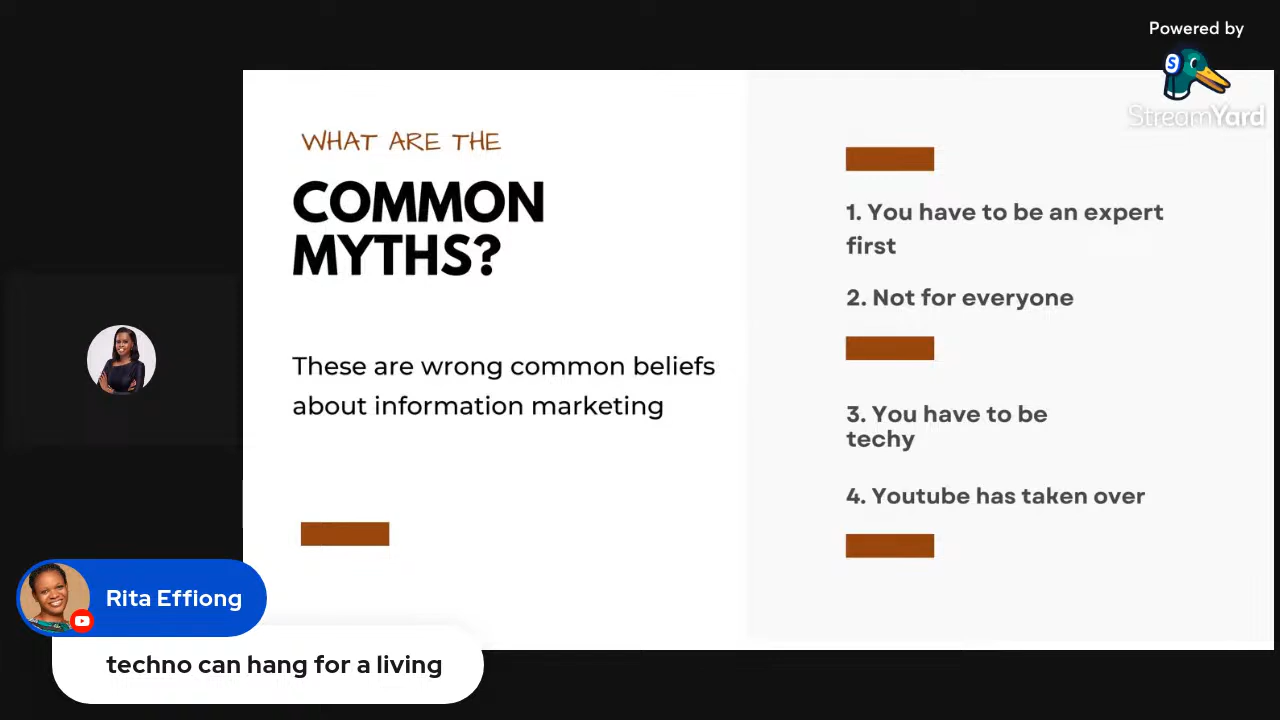 Powered by
S
StreamYard
WHAT ARE THE
COMMON
MYTHS?
These are wrong common beliefs
about information marketing
1. You have to be an expert
first
2. Not for everyone
3. You have to be
techy
4. Youtube has taken over
Rita Effiong
techno can hang for a living